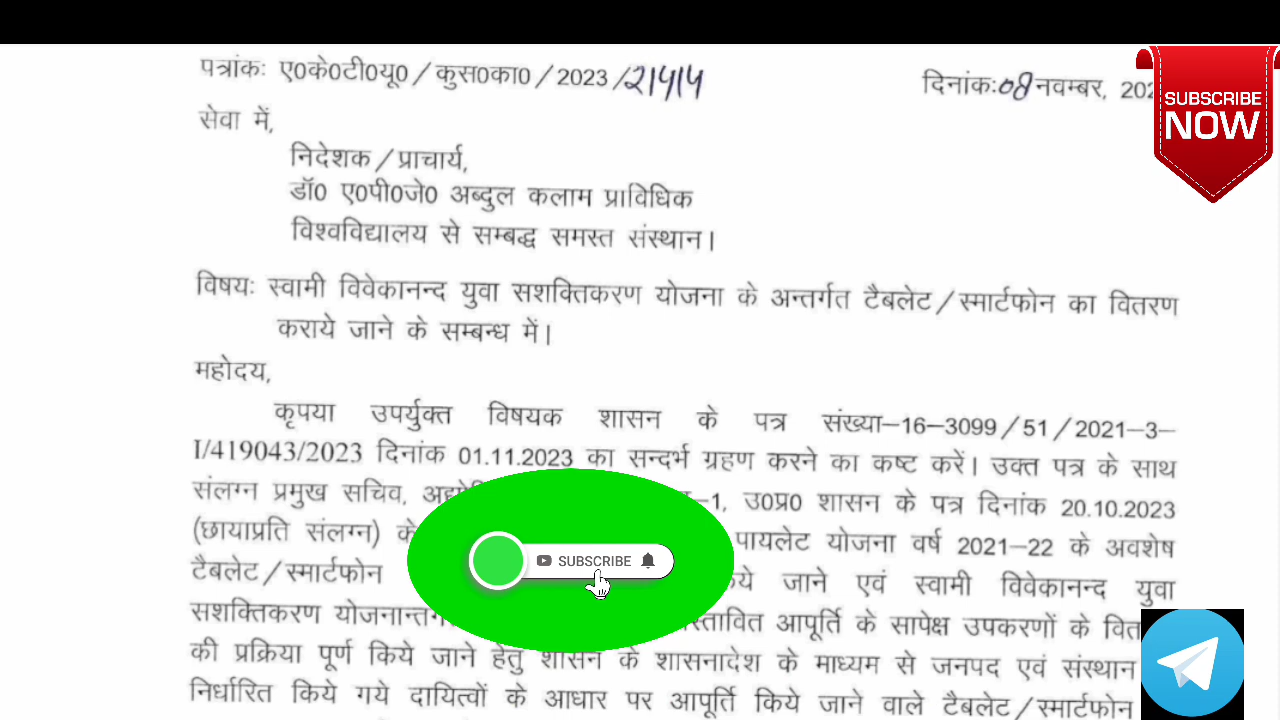 पत्रांकः ए0के0टी0यू0/कुस0का0/2023/21414
दिनांकः08नवम्बर,
SUBSCRIBE
NOW
सेवा में,
निदेशक/प्राचार्य,
डॉ0 ए0पी0जे0 अब्दुल कलाम प्राविधिक
विश्वविद्यालय से सम्बद्ध समस्त संस्थान।
विषयः स्वामी विवेकानन्द युवा सशक्तिकरण योजना के अन्तर्गत टैबलेट/स्मार्टफोन का वितरण
कराये जाने के सम्बन्ध में।
महोदय,
कृपया उपर्युक्त विषयक शासन के पत्र संख्या-16-3099/51/2021-3-
I/419043/2023 दिनांक 01.11.2023 का सन्दर्भ ग्रहण करने का कष्ट करें। उक्त पत्र के साथ
संलग्न प्रमुख सचिव, -1, उ0प्र0 शासन के पत्र दिनांक 20.10.2023
(छायाप्रति संलग्न) के पायलेट योजना वर्ष 2021-22 के अवशेष
SUBSCRIBE
टैबलेट/स्मार्टफोन जाने एवं स्वामी विवेकानन्द युवा
सशक्तिकरण आपूर्ति के सापेक्ष उपकरणों के
की प्रक्रिया पूर्ण किये जाने हेतु शासन के शासनादेश के माध्यम से जनपद एवं संस्थान
निर्धारित किये गये दायित्वों के आधार पर आपूर्ति किये जाने वाले टैबलेट/स्मार्टफोन